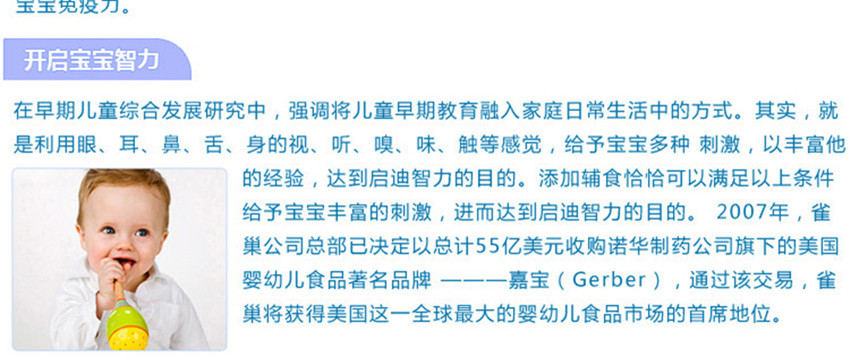 宝宝免疫力。
开启宝宝智力
在早期儿童综合发展研究中，强调将儿童早期教育融入家庭日常生活中的方式。其实，就
是利用眼、耳、鼻、舌、身的视、听、嗅、味、触等感觉，给予宝宝多种 刺激，以丰富他
的经验，达到启迪智力的目的。添加辅食恰恰可以满足以上条件
给予宝宝丰富的刺激，进而达到启迪智力的目的。 2007年，雀
巢公司总部已决定以总计55亿美元收购诺华制药公司旗下的美国
婴幼儿食品著名品牌 ———嘉宝（Gerber），通过该交易，雀
巢将获得美国这一全球最大的婴幼儿食品市场的首席地位。